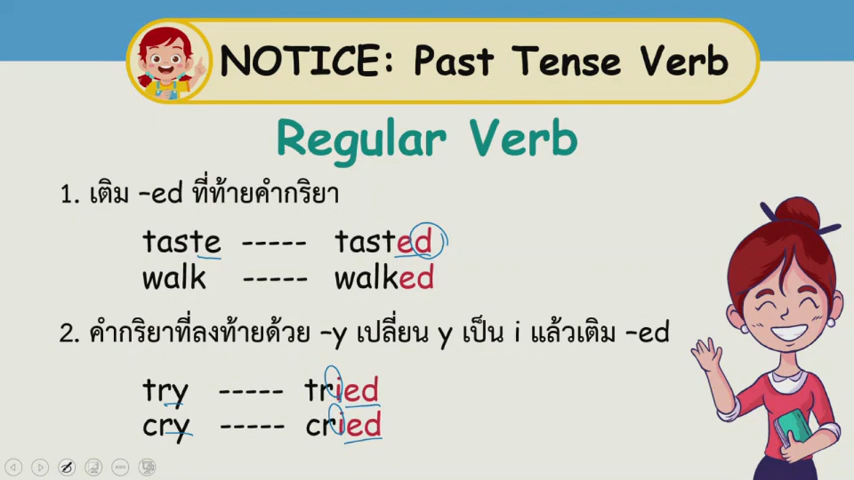 NOTICE: Past Tense Verb
Regular Verb
1. เติม –ed ที่ท้ายคำกริยา
taste ----- tasted
walk ----- walked
2. คำกริยาที่ลงท้ายด้วย –y เปลี่ยน y เป็น i แล้วเติม –ed
try ----- tried
cry ----- cried